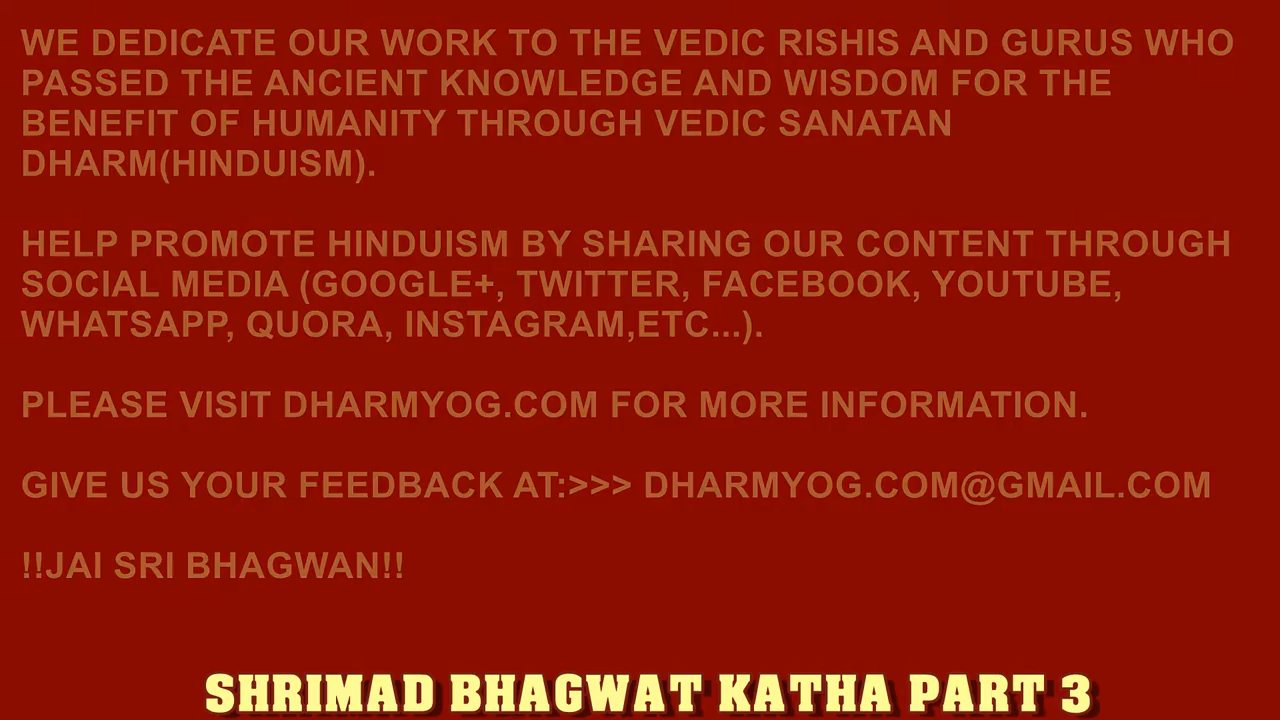 WE DEDICATE OUR WORK TO THE VEDIC RISHIS AND GURUS WHO
PASSED THE ANCIENT KNOWLEDGE AND WISDOM FOR THE
BENEFIT OF HUMANITY THROUGH VEDIC SANATAN
DHARM(HINDUISM).
HELP PROMOTE HINDUISM BY SHARING OUR CONTENT THROUGH
SOCIAL MEDIA (GOOGLE+, TWITTER, FACEBOOK, YOUTUBE,
WHATSAPP, QUORA, INSTAGRAM,ETC...).
PLEASE VISIT DHARMYOG.COM FOR MORE INFORMATION.
GIVE US YOUR FEEDBACK AT:>>> DHARMYOG.COM@GMAIL.COM
!!JAI SRI BHAGWAN!!
SHRIMAD BHAGWAT KATHA PART 3